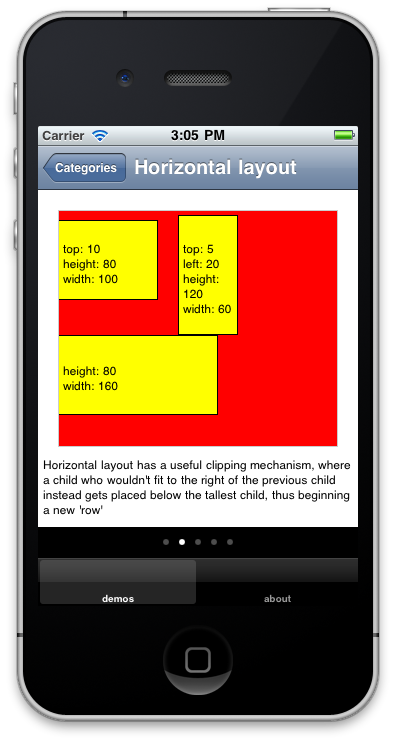 Carrier 3:05 PM
Categories Horizontal layout
top: 10
height: 80
width: 100
top: 5
left: 20
height:
120
width: 60
height: 80
width: 160
Horizontal layout has a useful clipping mechanism, where
a child who wouldn't fit to the right of the previous child
instead gets placed below the tallest child, thus beginning
a new 'row'
demos about